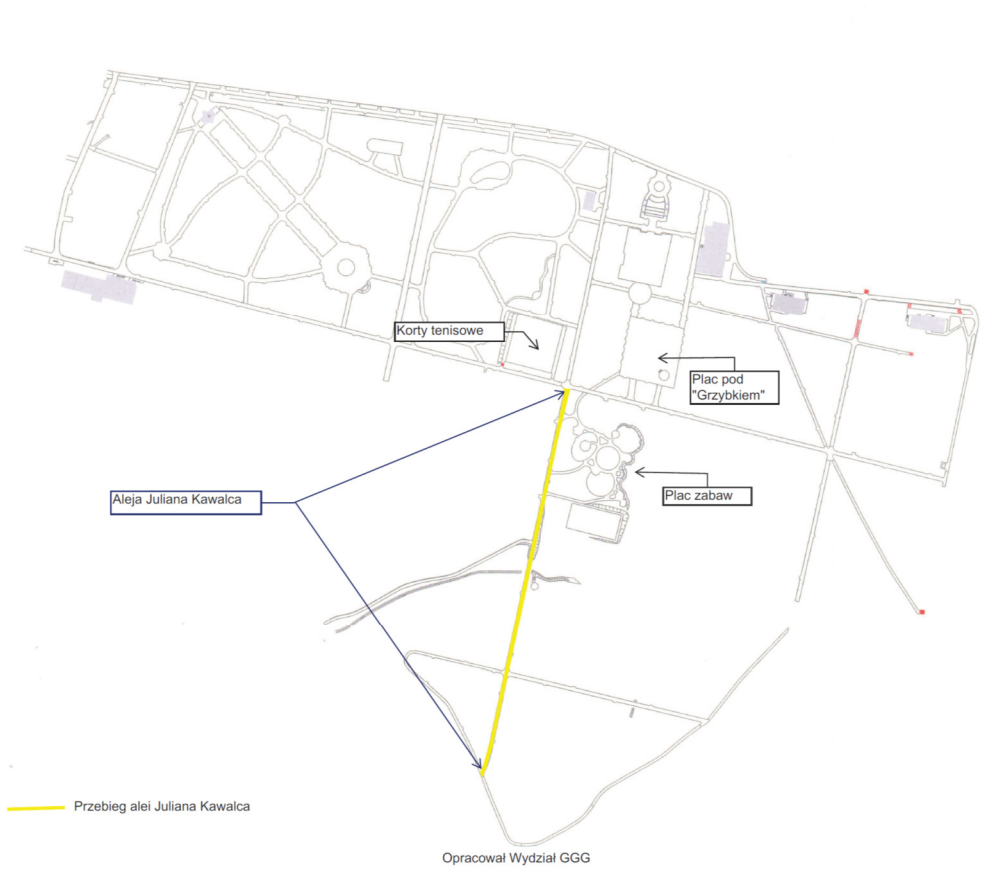 Korty tenisowe
Plac pod
"Grzybkiem"
Aleja Juliana Kawalca
Plac zabaw
Przebieg alei Juliana Kawalca
Opracował Wydział GGG